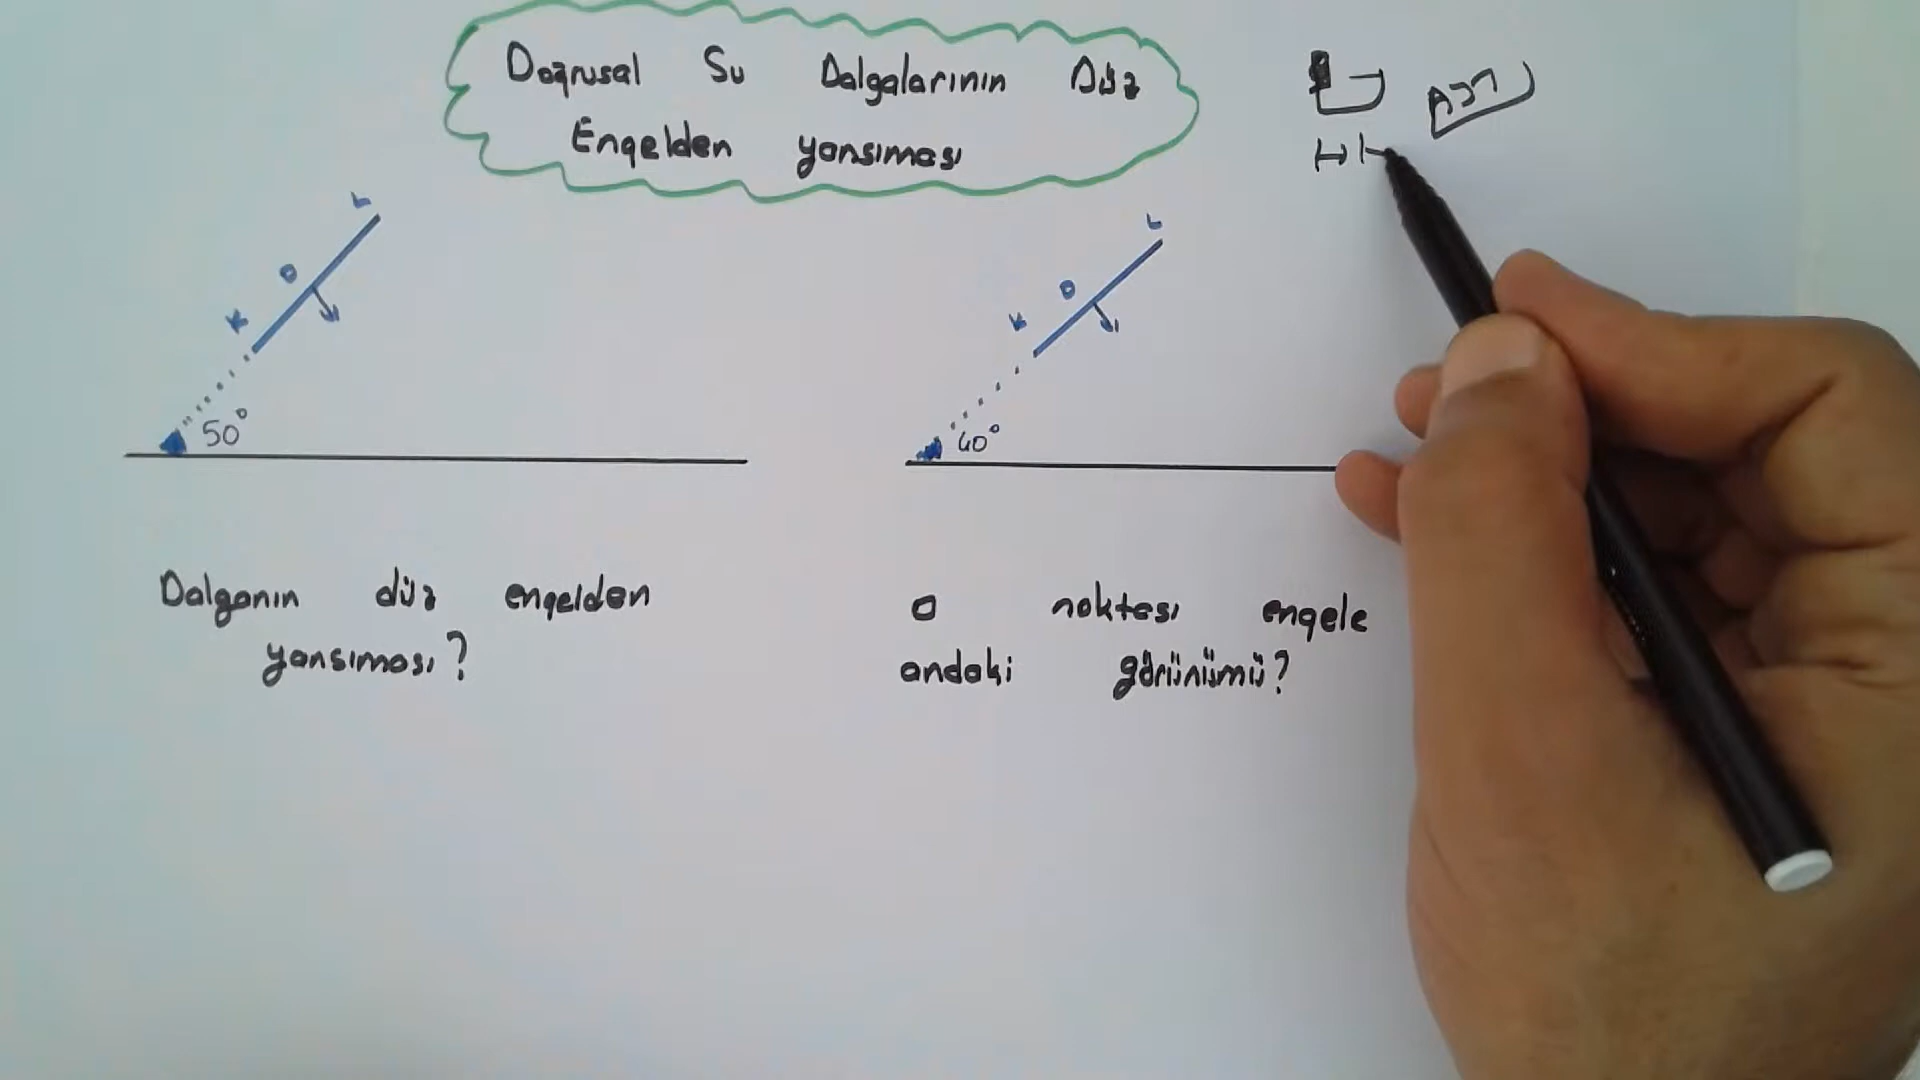 Doğrusal Su Dalgalarının Düz
Engelden yansıması
L
O
K
50°
L
O
K
40°
Dalganın düz engelden
yansıması?
O noktası engele
andaki görünümü?